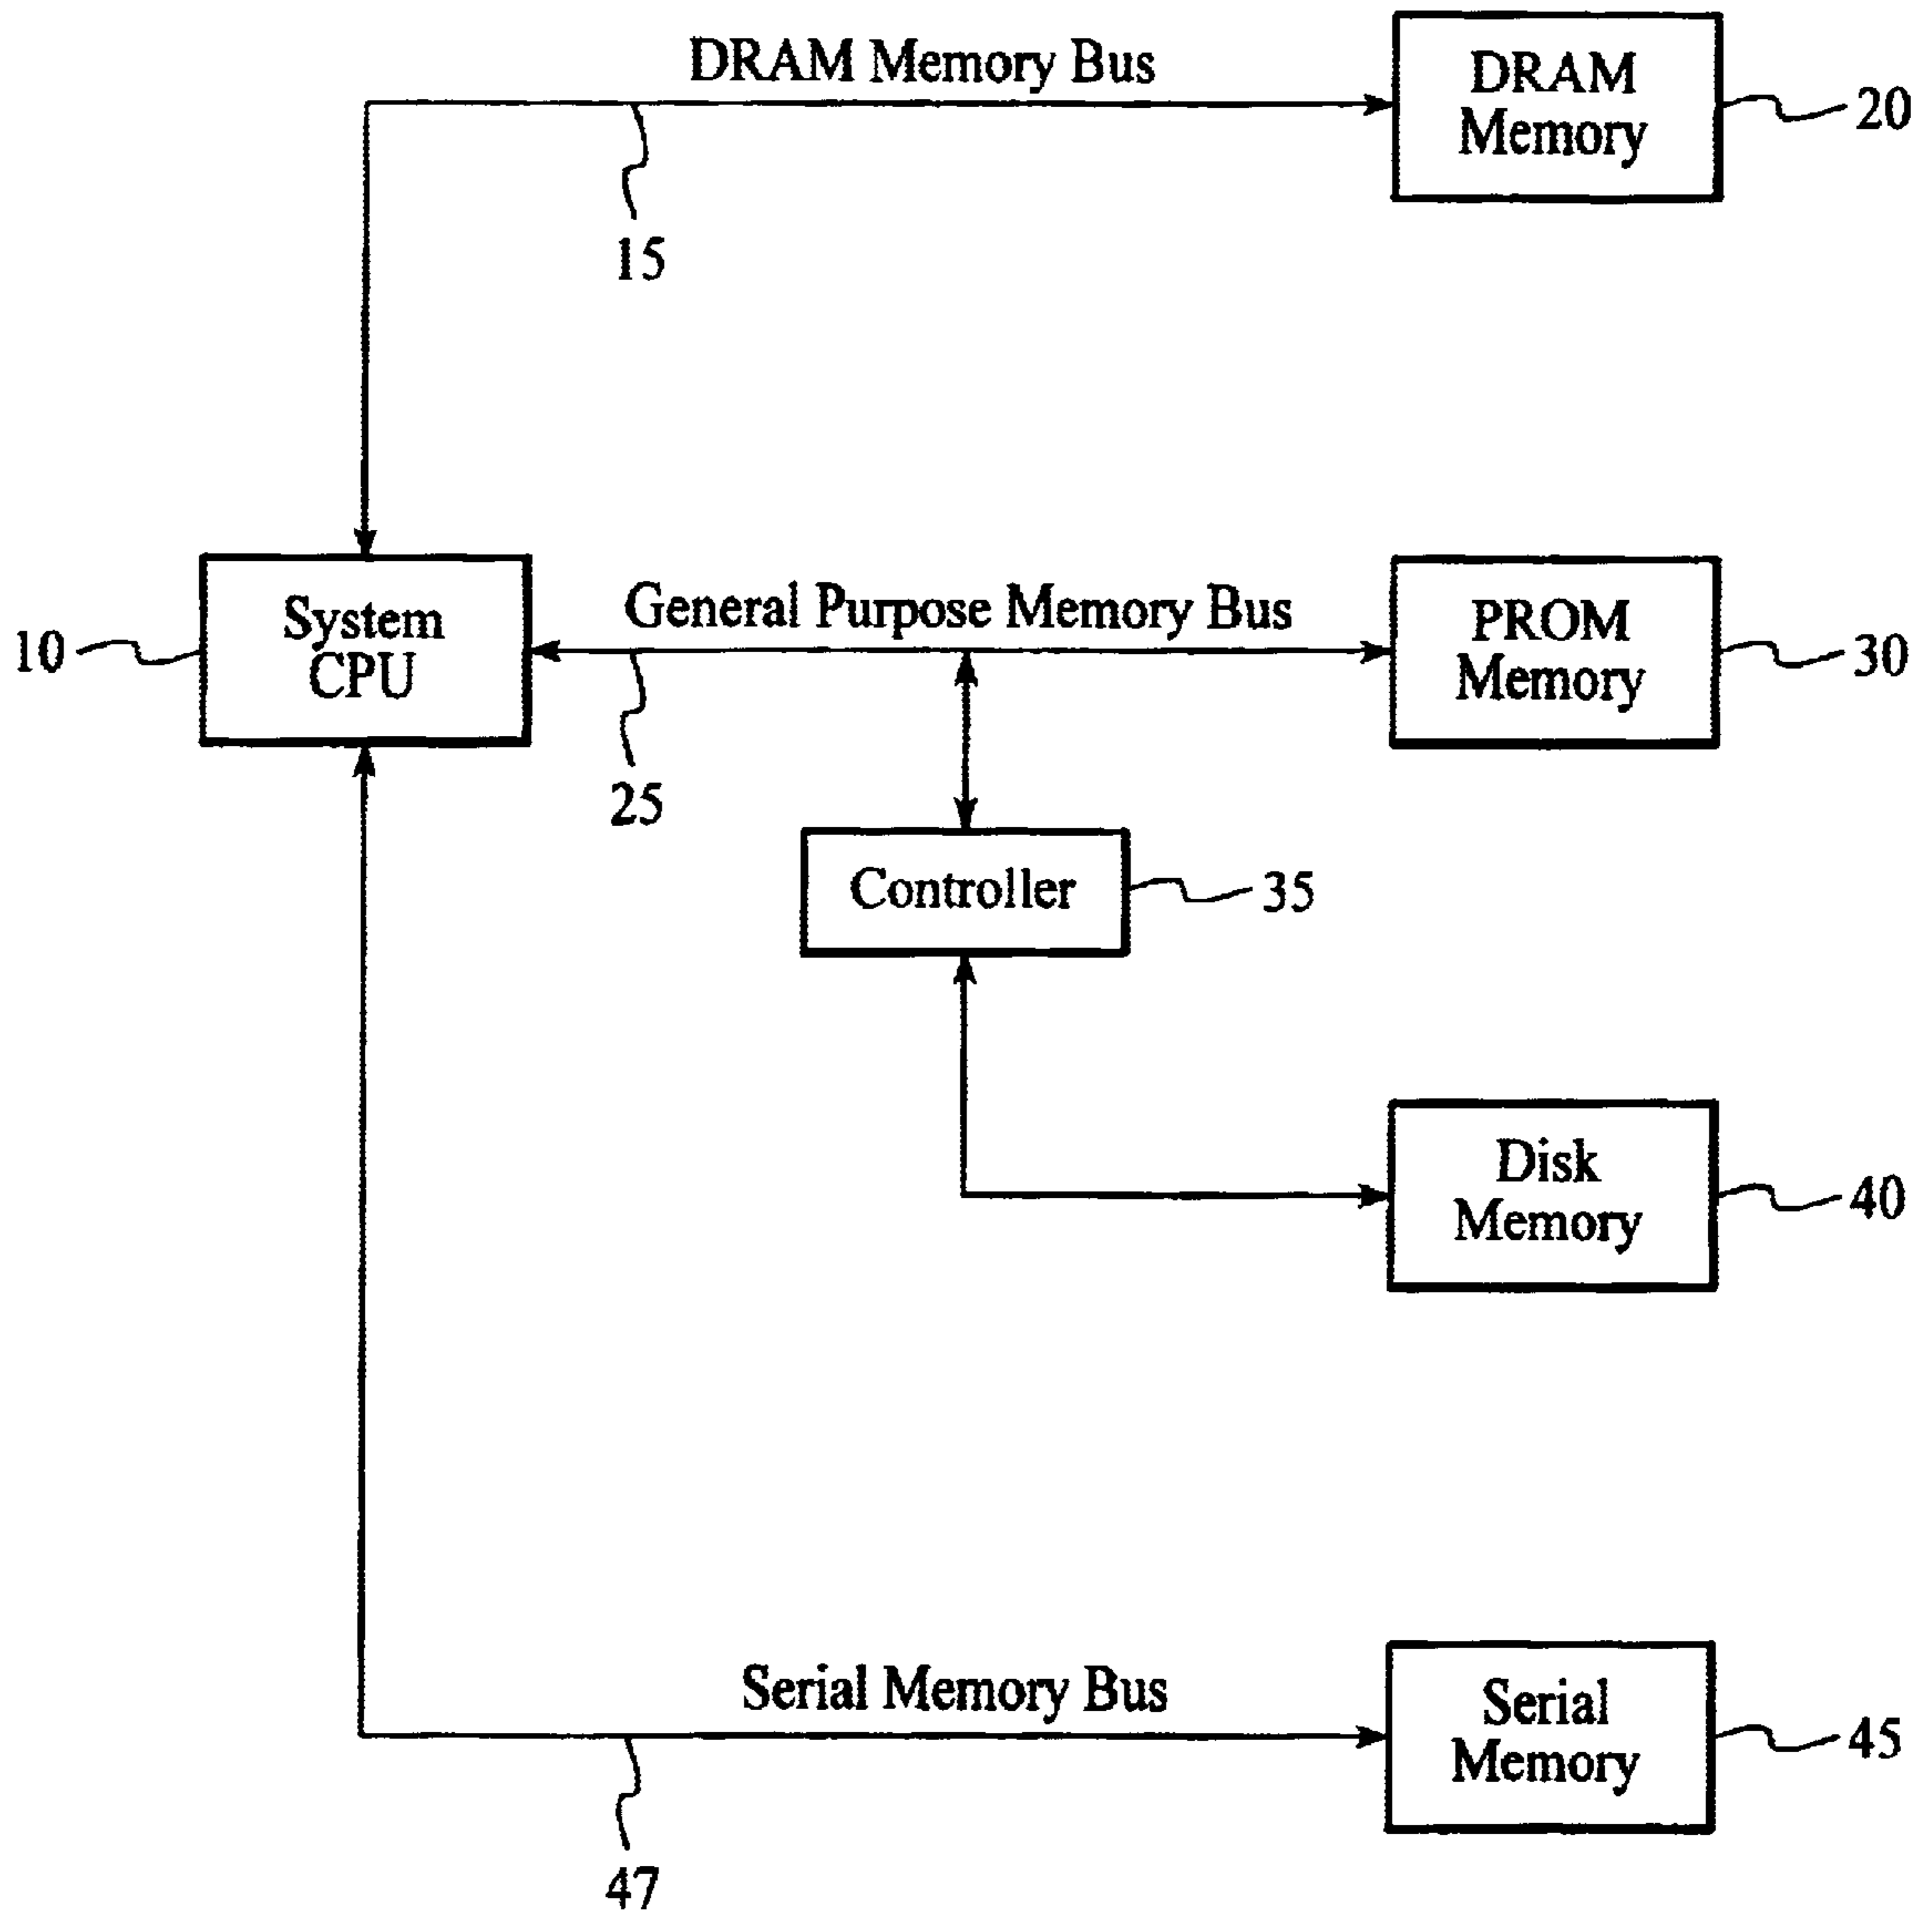 DRAM Memory Bus
DRAM
Memory
20
15
System
CPU
10
General Purpose Memory Bus
PROM
Memory
30
25
Controller
35
Disk
Memory
40
Serial Memory Bus
Serial
Memory
45
47